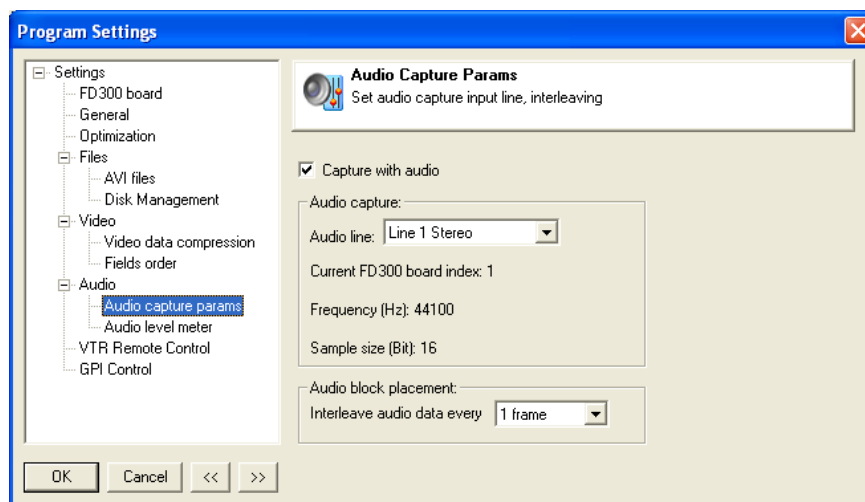 Program Settings
Settings
FD300 board
General
Optimization
Files
AVI files
Disk Management
Video
Video data compression
Fields order
Audio
Audio capture params
Audio level meter
VTR Remote Control
GPI Control
Audio Capture Params
Set audio capture input line, interleaving
Capture with audio
Audio capture:
Audio line: Line 1 Stereo
Current FD300 board index: 1
Frequency (Hz): 44100
Sample size (Bit): 16
Audio block placement:
Interleave audio data every 1 frame
OK Cancel << >>